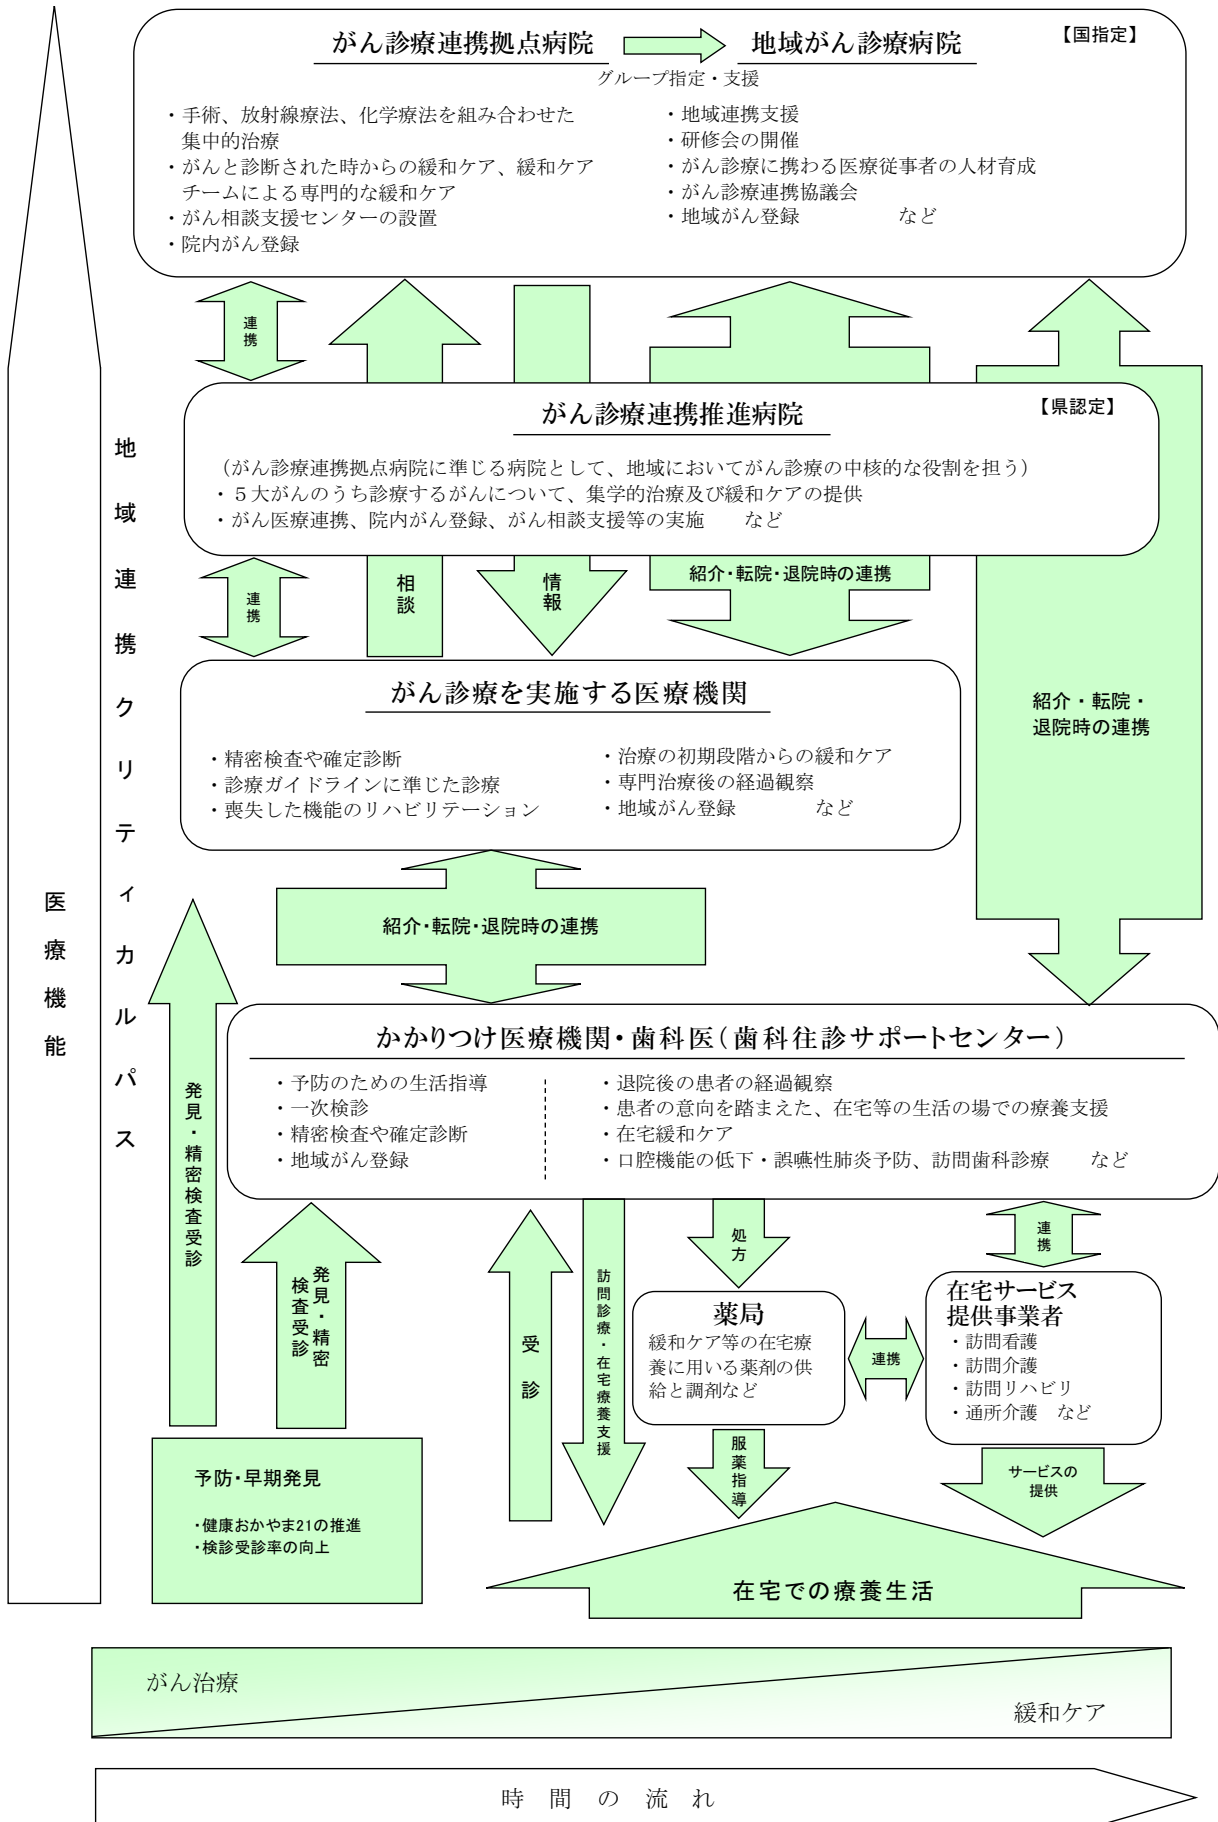 がん診療連携拠点病院
地域がん診療病院
【国指定】
グループ指定・支援
・手術、放射線療法、化学療法を組み合わせた
集中的治療
・がんと診断された時からの緩和ケア、緩和ケア
チームによる専門的な緩和ケア
・がん相談支援センターの設置
・院内がん登録
・地域連携支援
・研修会の開催
・がん診療に携わる医療従事者の人材育成
・がん診療連携協議会
・地域がん登録　　　など
連携
がん診療連携推進病院
【県認定】
（がん診療連携拠点病院に準じる病院として、地域においてがん診療の中核的な役割を担う）
・５大がんのうち診療するがんについて、集学的治療及び緩和ケアの提供
・がん医療連携、院内がん登録、がん相談支援等の実施　　など
連携
相談
情報
紹介・転院・退院時の連携
紹介・転院・
退院時の連携
がん診療を実施する医療機関
・精密検査や確定診断
・診療ガイドラインに準じた診療
・喪失した機能のリハビリテーション
・治療の初期段階からの緩和ケア
・専門治療後の経過観察
・地域がん登録　　　など
紹介・転院・退院時の連携
地域連携クリティカルパス
医療機能
かかりつけ医療機関・歯科医（歯科往診サポートセンター）
・予防のための生活指導
・一次検診
・精密検査や確定診断
・地域がん登録
・退院後の患者の経過観察
・患者の意向を踏まえた、在宅等の生活の場での療養支援
・在宅緩和ケア
・口腔機能の低下・誤嚥性肺炎予防、訪問歯科診療　　など
発見・精密検査受診
発見・精密
検査受診
受診
訪問診療・在宅療養支援
処方
連携
薬局
緩和ケア等の在宅療
養に用いる薬剤の供
給と調剤など
連携
在宅サービス
提供事業者
・訪問看護
・訪問介護
・訪問リハビリ
・通所介護　など
服薬指導
サービスの
提供
予防・早期発見
・健康おかやま21の推進
・検診受診率の向上
在宅での療養生活
がん治療
緩和ケア
時　間　の　流　れ